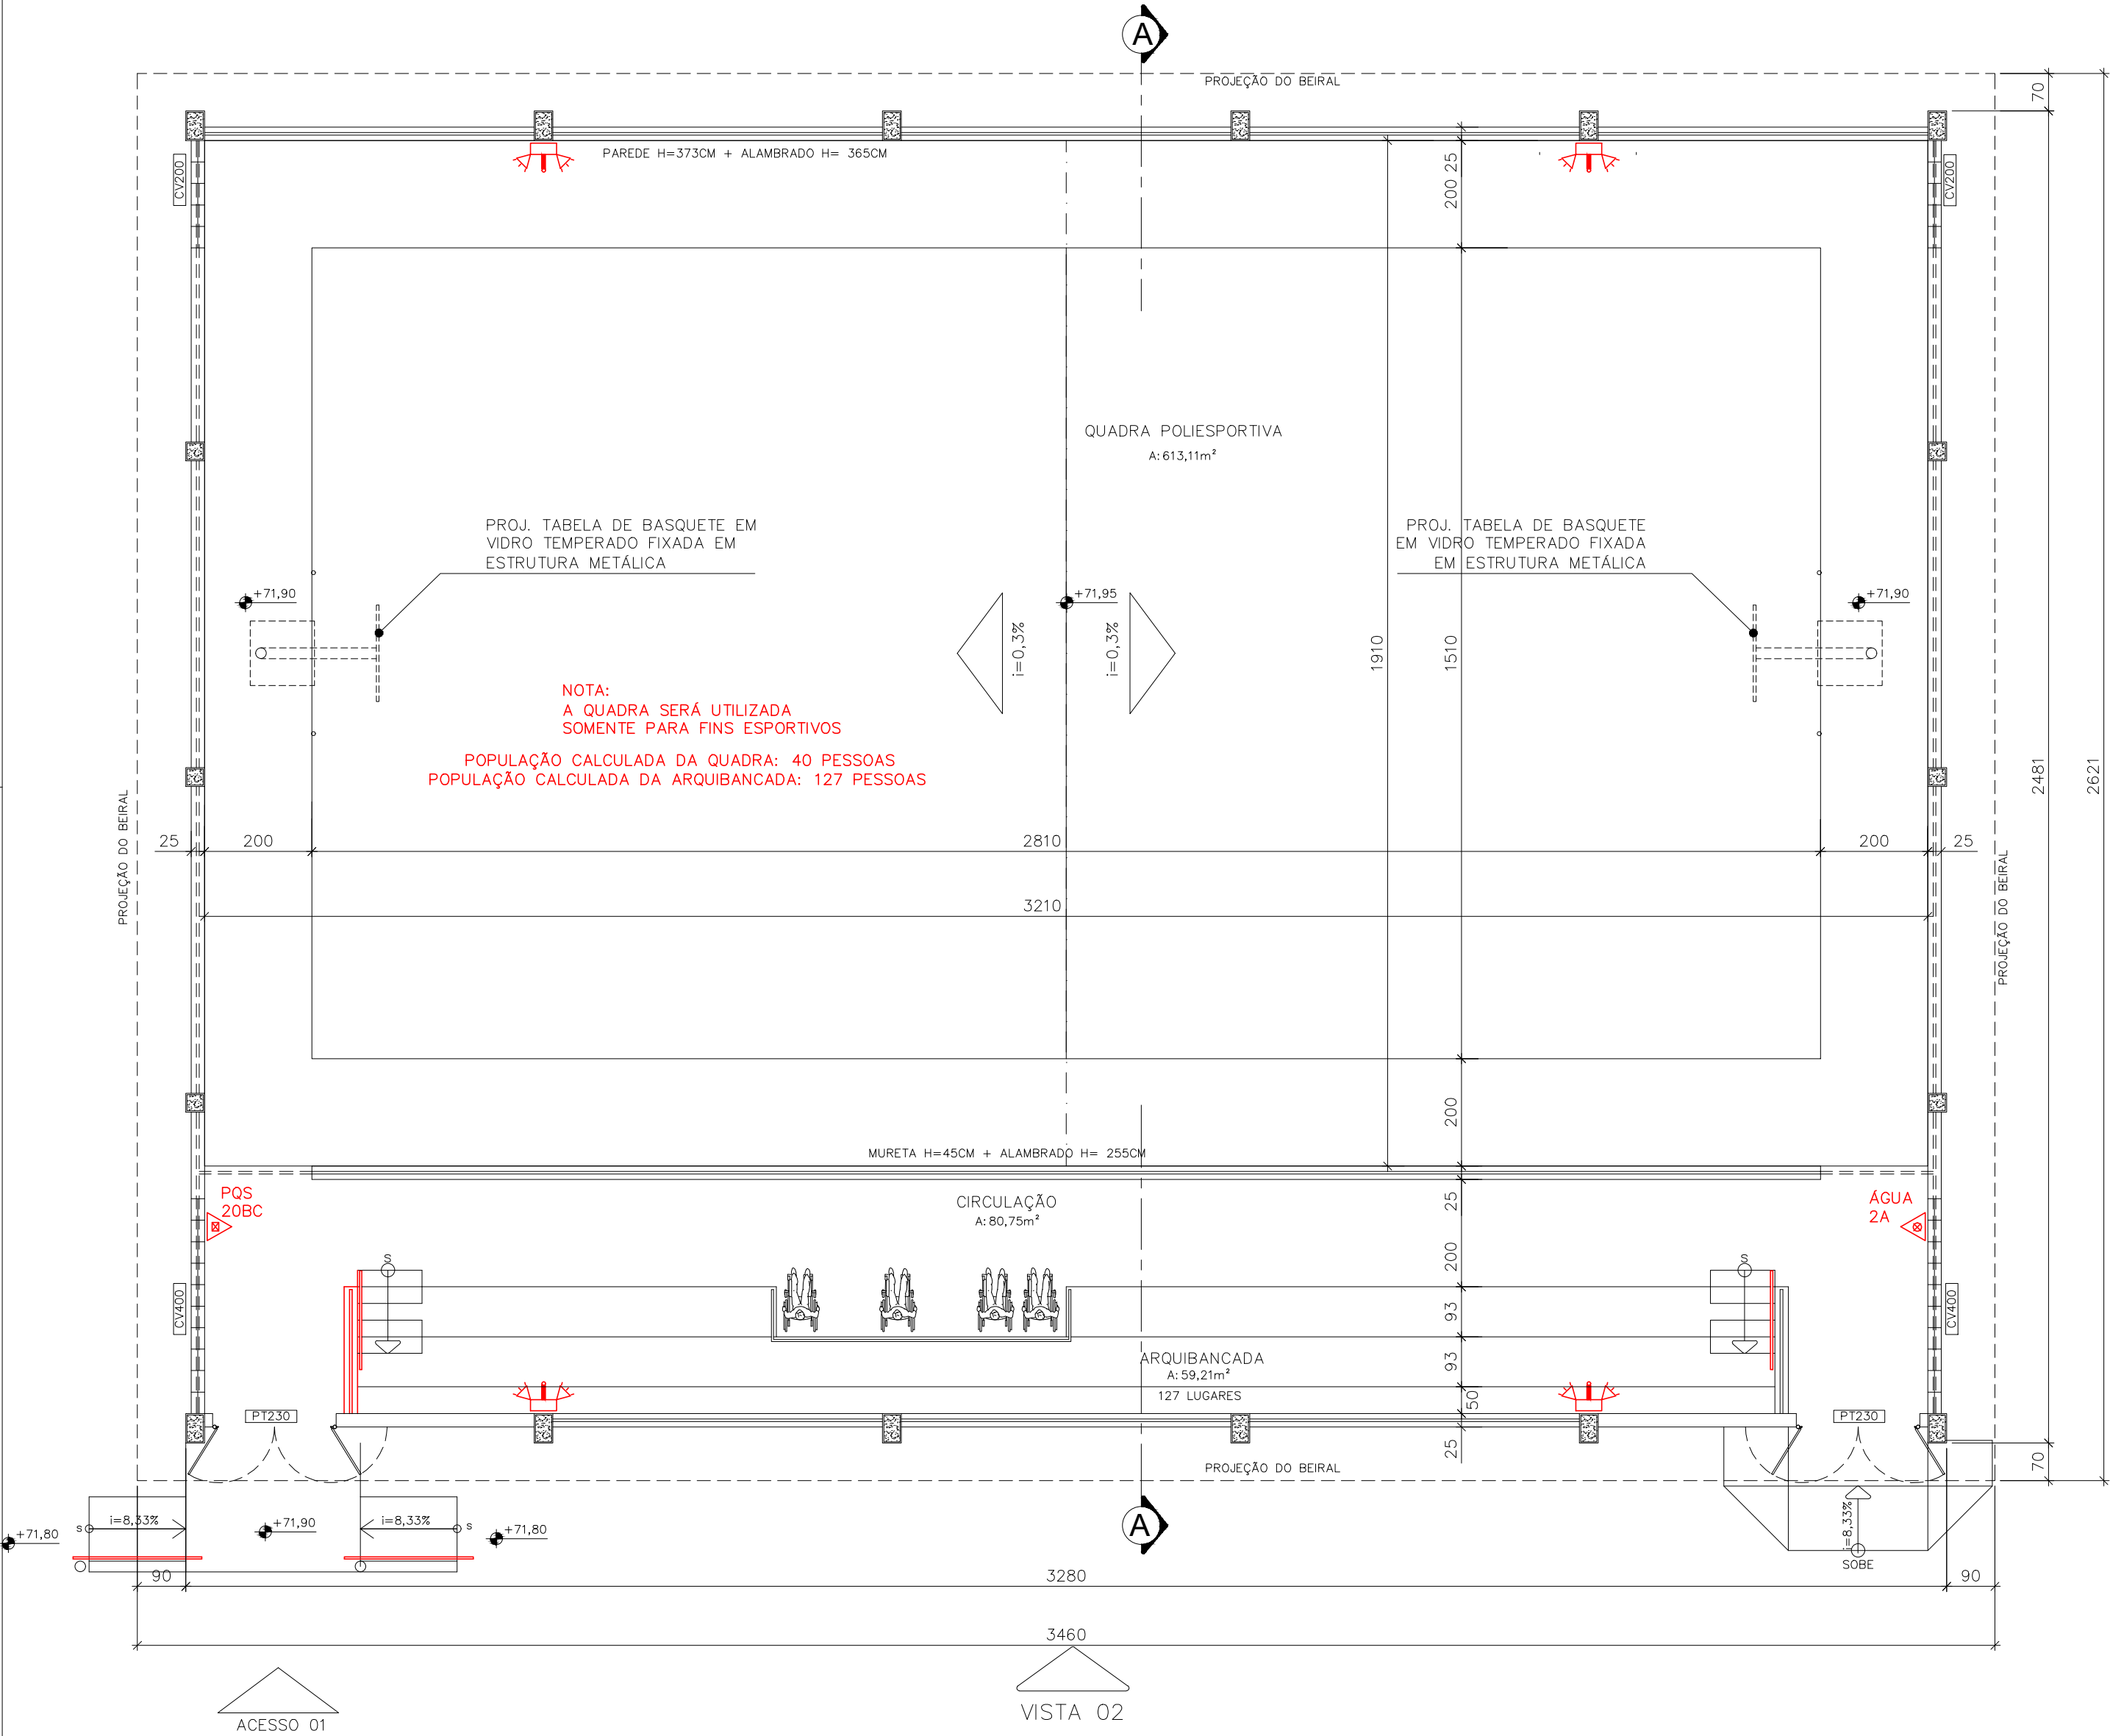 A
PROJEÇÃO DO BEIRAL
70
PAREDE H=373CM + ALAMBRADO H= 365CM
CV200
CV200
25
200
QUADRA POLIESPORTIVA
A: 613,11m²
PROJ. TABELA DE BASQUETE EM
VIDRO TEMPERADO FIXADA EM
ESTRUTURA METÁLICA
PROJ. TABELA DE BASQUETE
EM VIDRO TEMPERADO FIXADA
EM ESTRUTURA METÁLICA
+71,90
+71,95
+71,90
i=0,3%
i=0,3%
1910
1510
NOTA:
A QUADRA SERÁ UTILIZADA
SOMENTE PARA FINS ESPORTIVOS
POPULAÇÃO CALCULADA DA QUADRA: 40 PESSOAS
POPULAÇÃO CALCULADA DA ARQUIBANCADA: 127 PESSOAS
2481
2621
PROJEÇÃO DO BEIRAL
25
200
2810
200
25
PROJEÇÃO DO BEIRAL
3210
200
MURETA H=45CM + ALAMBRADO H= 255CM
PQS
20BC
CIRCULAÇÃO
A: 80,75m²
25
ÁGUA
2A
200
S
S
CV400
93
CV400
ARQUIBANCADA
A: 59,21m²
127 LUGARES
93
50
PT230
PT230
25
PROJEÇÃO DO BEIRAL
70
+71,80
S
i=8,33%
+71,90
i=8,33%
S
+71,80
A
i=8,33%
SOBE
90
3280
90
3460
ACESSO 01
VISTA 02